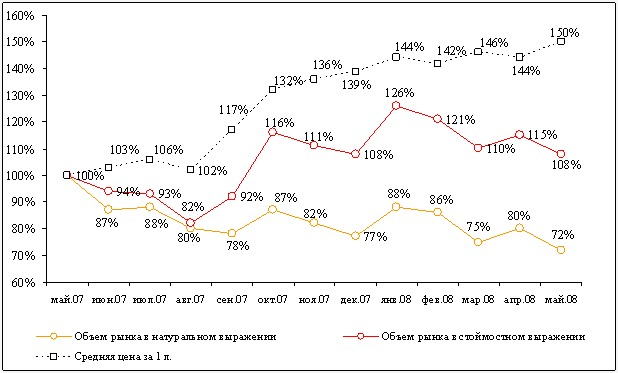 160%
150%
140%
130%
120%
110%
100%
90%
80%
70%
60%
100% 103% 106% 102% 117% 132% 136% 139% 144% 142% 146% 144% 150%
94% 93% 82% 92% 116% 111% 108% 126% 121% 110% 115% 108%
87% 88% 80% 78% 87% 82% 77% 88% 86% 75% 80% 72%
май.07 июн.07 июл.07 авг.07 сен.07 окт.07 ноя.07 дек.07 янв.08 фев.08 мар.08 апр.08 май.08
Объем рынка в натуральном выражении
Объем рынка в стоймостном выражении
Средняя цена за 1 л.